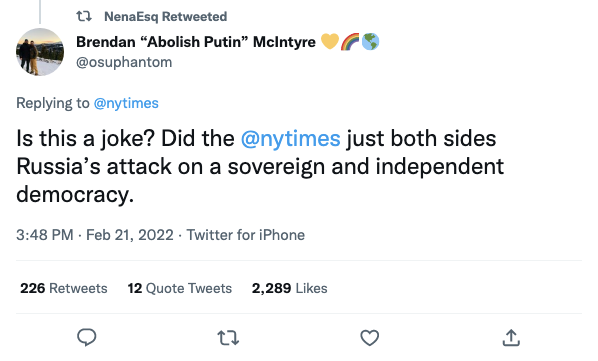 NenaEsq Retweeted
Brendan “Abolish Putin” McIntyre 💛🌈🌎
@osuphantom
Replying to @nytimes
Is this a joke? Did the @nytimes just both sides
Russia’s attack on a sovereign and independent
democracy.
3:48 PM · Feb 21, 2022 · Twitter for iPhone
226 Retweets 12 Quote Tweets 2,289 Likes